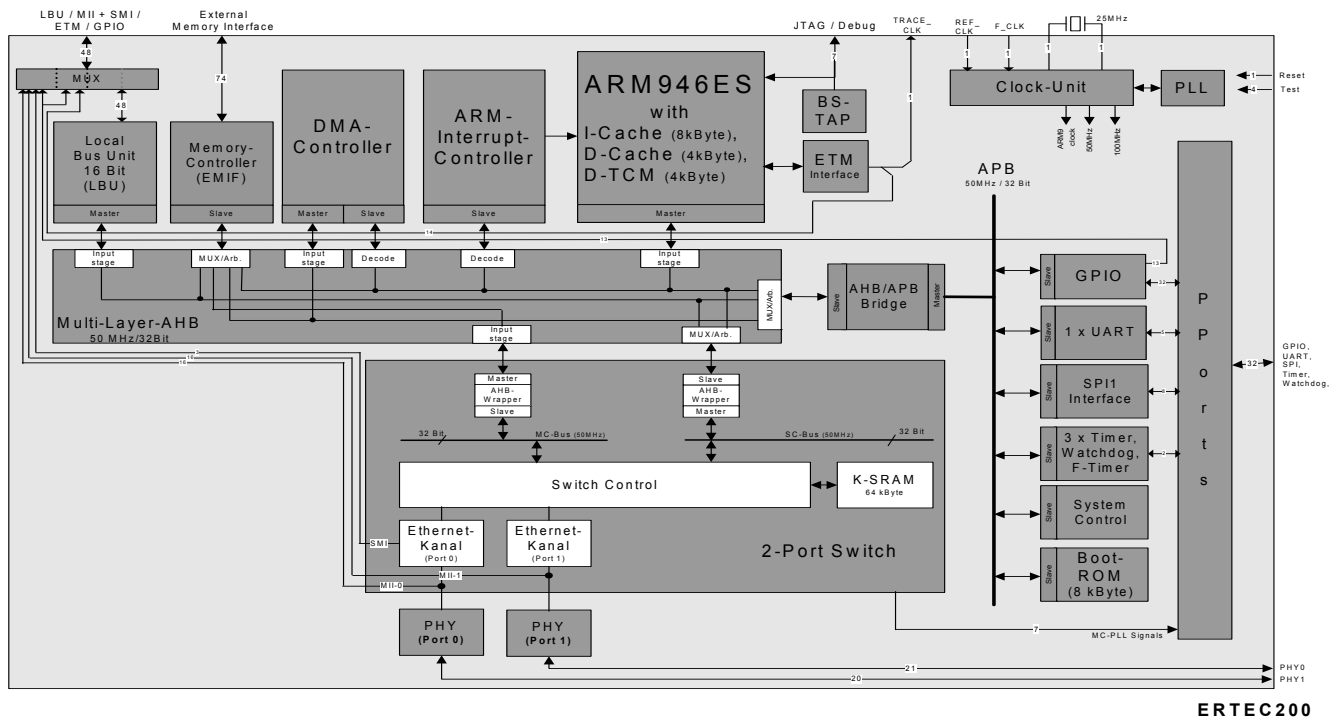 LBU / MII + SMI /
ETM / GPIO
External
Memory Interface
JTAG / Debug
TRACE_
CLK
REF_
CLK
F_CLK
25MHz
48
74
7
1
1
1
1
1
MUX
48
Local
Bus Unit
16 Bit
(LBU)
Master
Memory-
Controller
(EMIF)
Slave
DMA-
Controller
Master
Slave
ARM-
Interrupt-
Controller
Slave
ARM946ES
with
I-Cache (8kByte),
D-Cache (4kByte),
D-TCM (4kByte)
Master
BS-
TAP
ETM
Interface
1
Clock-Unit
PLL
1
Reset
4
Test
ARM9
clock
50MHz
100MHz
APB
50MHz / 32 Bit
14
13
Input
stage
MUX/Arb.
Input
stage
Decode
Decode
Input
stage
MUX/Arb.
Multi-Layer-AHB
50 MHz/32Bit
Input
stage
MUX/Arb.
Slave
AHB/APB
Bridge
Master
Slave
GPIO
13
32
Slave
1 x UART
5
Slave
SPI1
Interface
6
Slave
3 x Timer,
Watchdog,
F-Timer
2
Slave
System
Control
Slave
Boot-
ROM
(8 kByte)
P
P
o
r
t
s
32
GPIO,
UART,
SPI,
Timer,
Watchdog,
3
16
16
Master
AHB-
Wrapper
Slave
Slave
AHB-
Wrapper
Master
32 Bit
MC-Bus (50MHz)
SC-Bus (50MHz)
32 Bit
Switch Control
K-SRAM
64 kByte
Ethernet-
Kanal
(Port 0)
Ethernet-
Kanal
(Port 1)
2-Port Switch
SMI
MII-1
MII-0
PHY
(Port 0)
PHY
(Port 1)
7
MC-PLL Signals
21
PHY0
20
PHY1
ERTEC200